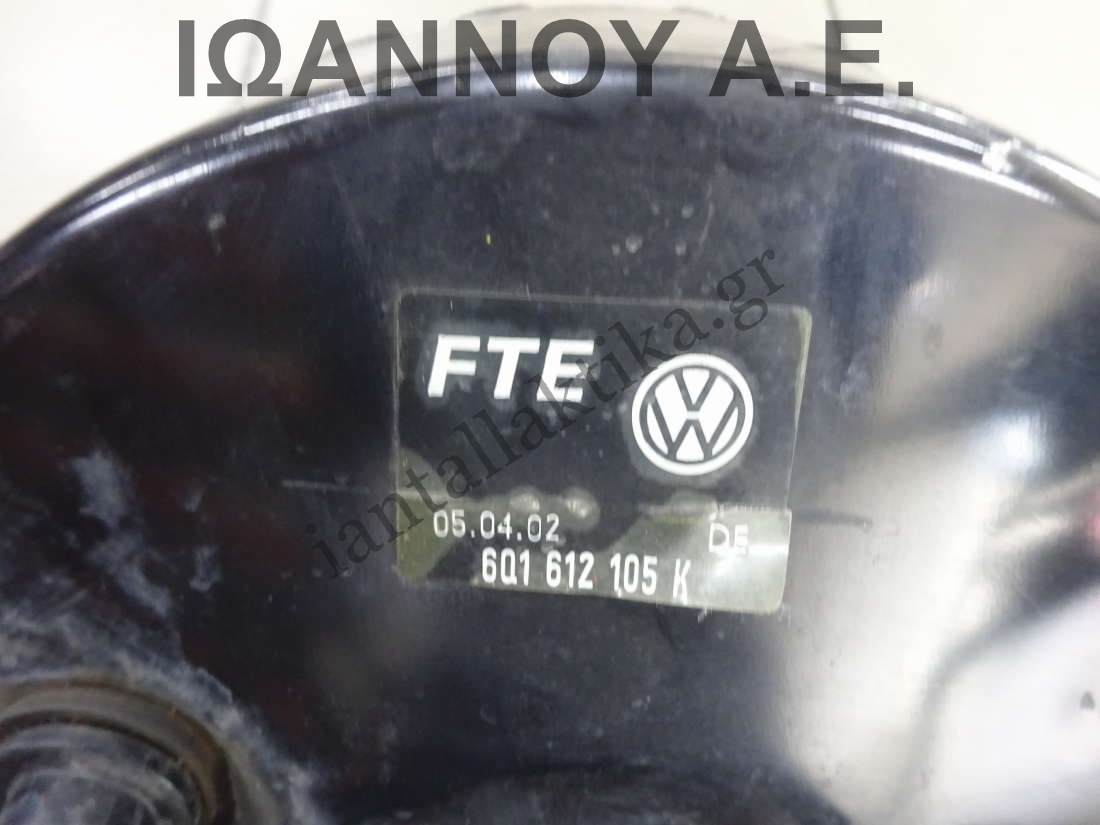 ΙΩΑΝΝΟΥ Α.Ε.
iantallaktika.gr
FTE
05.04.02 DE
6Q1 612 105 K